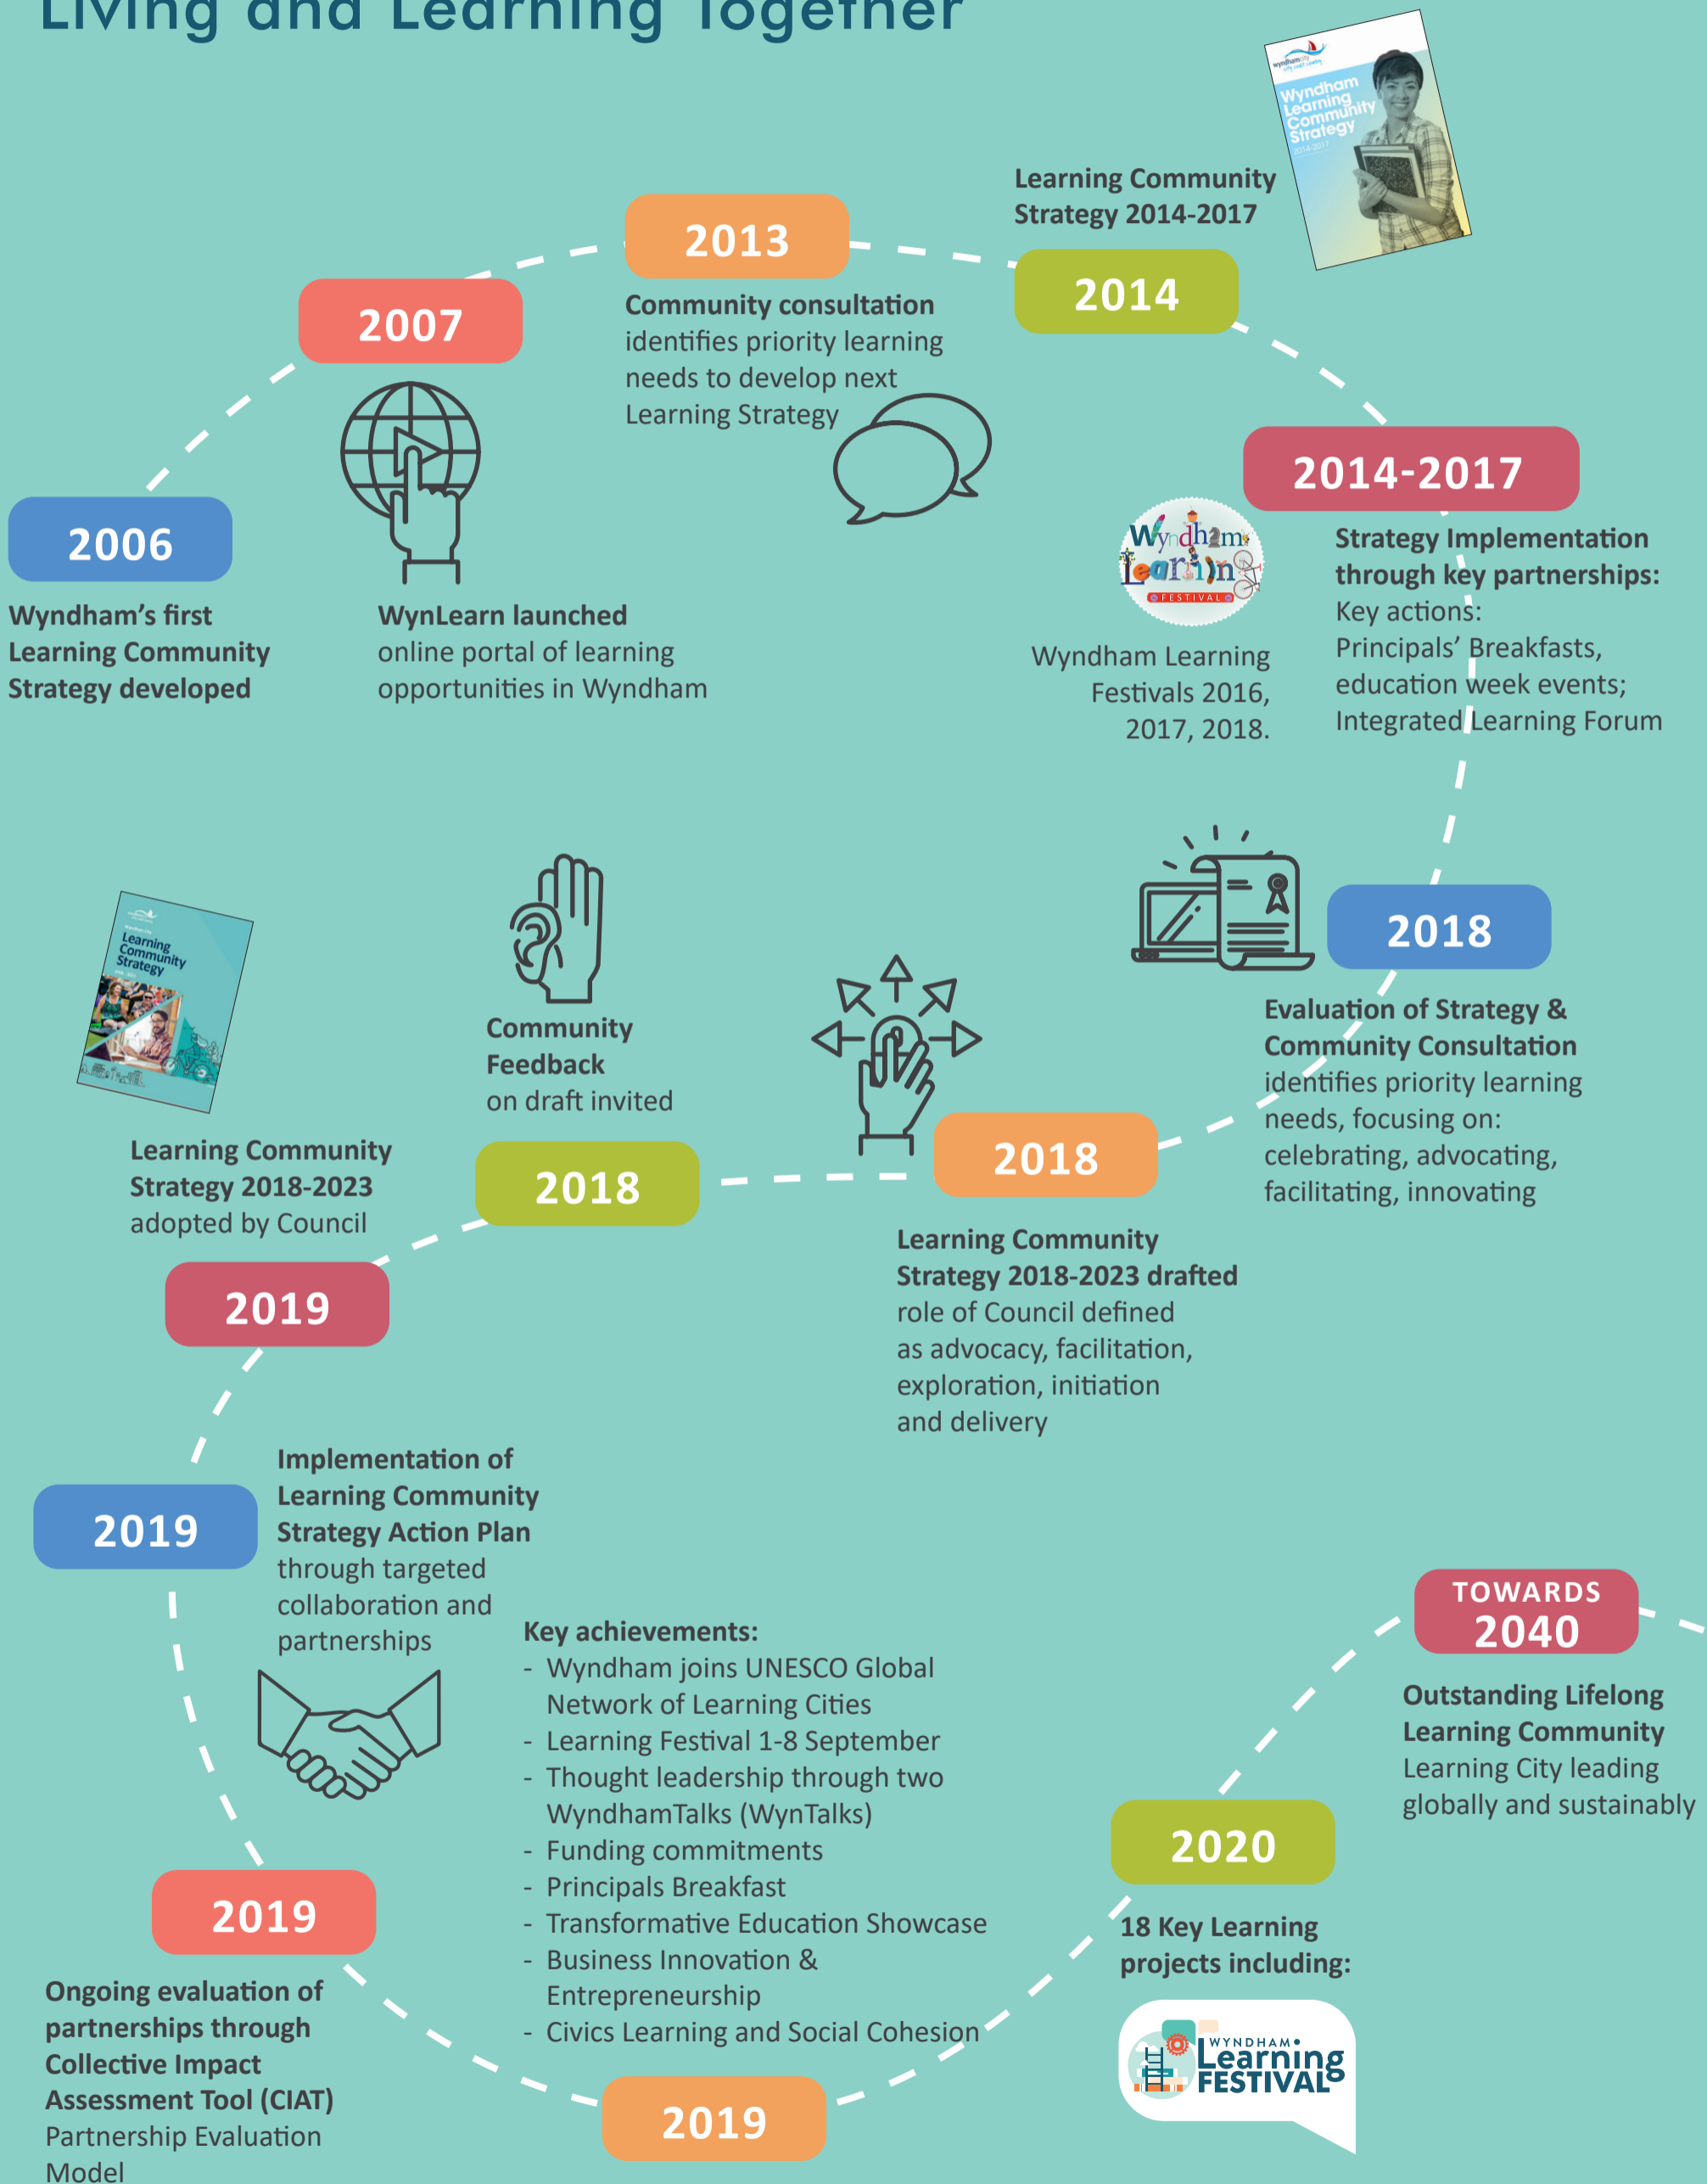 Living and Learning Together
wyndhamcity
city. coast. country
Wyndham
Learning
Community
Strategy
2014-2017
Learning Community
Strategy 2014-2017
2013
2014
2007
Community consultation
identifies priority learning
needs to develop next
Learning Strategy
2014-2017
2006
Wyndham
Learning
FESTIVAL
Strategy Implementation
through key partnerships:
Key actions:
Principals’ Breakfasts,
education week events;
Integrated Learning Forum
Wyndham’s first
Learning Community
Strategy developed
WynLearn launched
online portal of learning
opportunities in Wyndham
Wyndham Learning
Festivals 2016,
2017, 2018.
2018
Evaluation of Strategy &
Community Consultation
identifies priority learning
needs, focusing on:
celebrating, advocating,
facilitating, innovating
2018
Learning Community
Strategy 2018-2023 drafted
role of Council defined
as advocacy, facilitation,
exploration, initiation
and delivery
Community
Feedback
on draft invited
2018
Learning
Community
Strategy
Learning Community
Strategy 2018-2023
adopted by Council
2019
2019
Implementation of
Learning Community
Strategy Action Plan
through targeted
collaboration and
partnerships
2019
Ongoing evaluation of
partnerships through
Collective Impact
Assessment Tool (CIAT)
Partnership Evaluation
Model
Key achievements:
- Wyndham joins UNESCO Global
Network of Learning Cities
- Learning Festival 1-8 September
- Thought leadership through two
WyndhamTalks (WynTalks)
- Funding commitments
- Principals Breakfast
- Transformative Education Showcase
- Business Innovation &
Entrepreneurship
- Civics Learning and Social Cohesion
2019
2020
18 Key Learning
projects including:
WYNDHAM
Learning
FESTIVAL
TOWARDS
2040
Outstanding Lifelong
Learning Community
Learning City leading
globally and sustainably